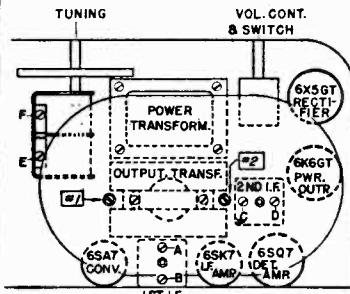 TUNING
VOL. CONT.
& SWITCH
6X5GT
RECTI-
FIER
POWER
TRANSFORM.
F
E
OUTPUT. TRANSF.
#2
6K6GT
PWR.
OUTP.
2ND I.F.
#1
C
D
6SA7
CONV.
A
B
6SK7
I.F.
AMP.
6SQ7
DET.
AMP.
1ST I.F.